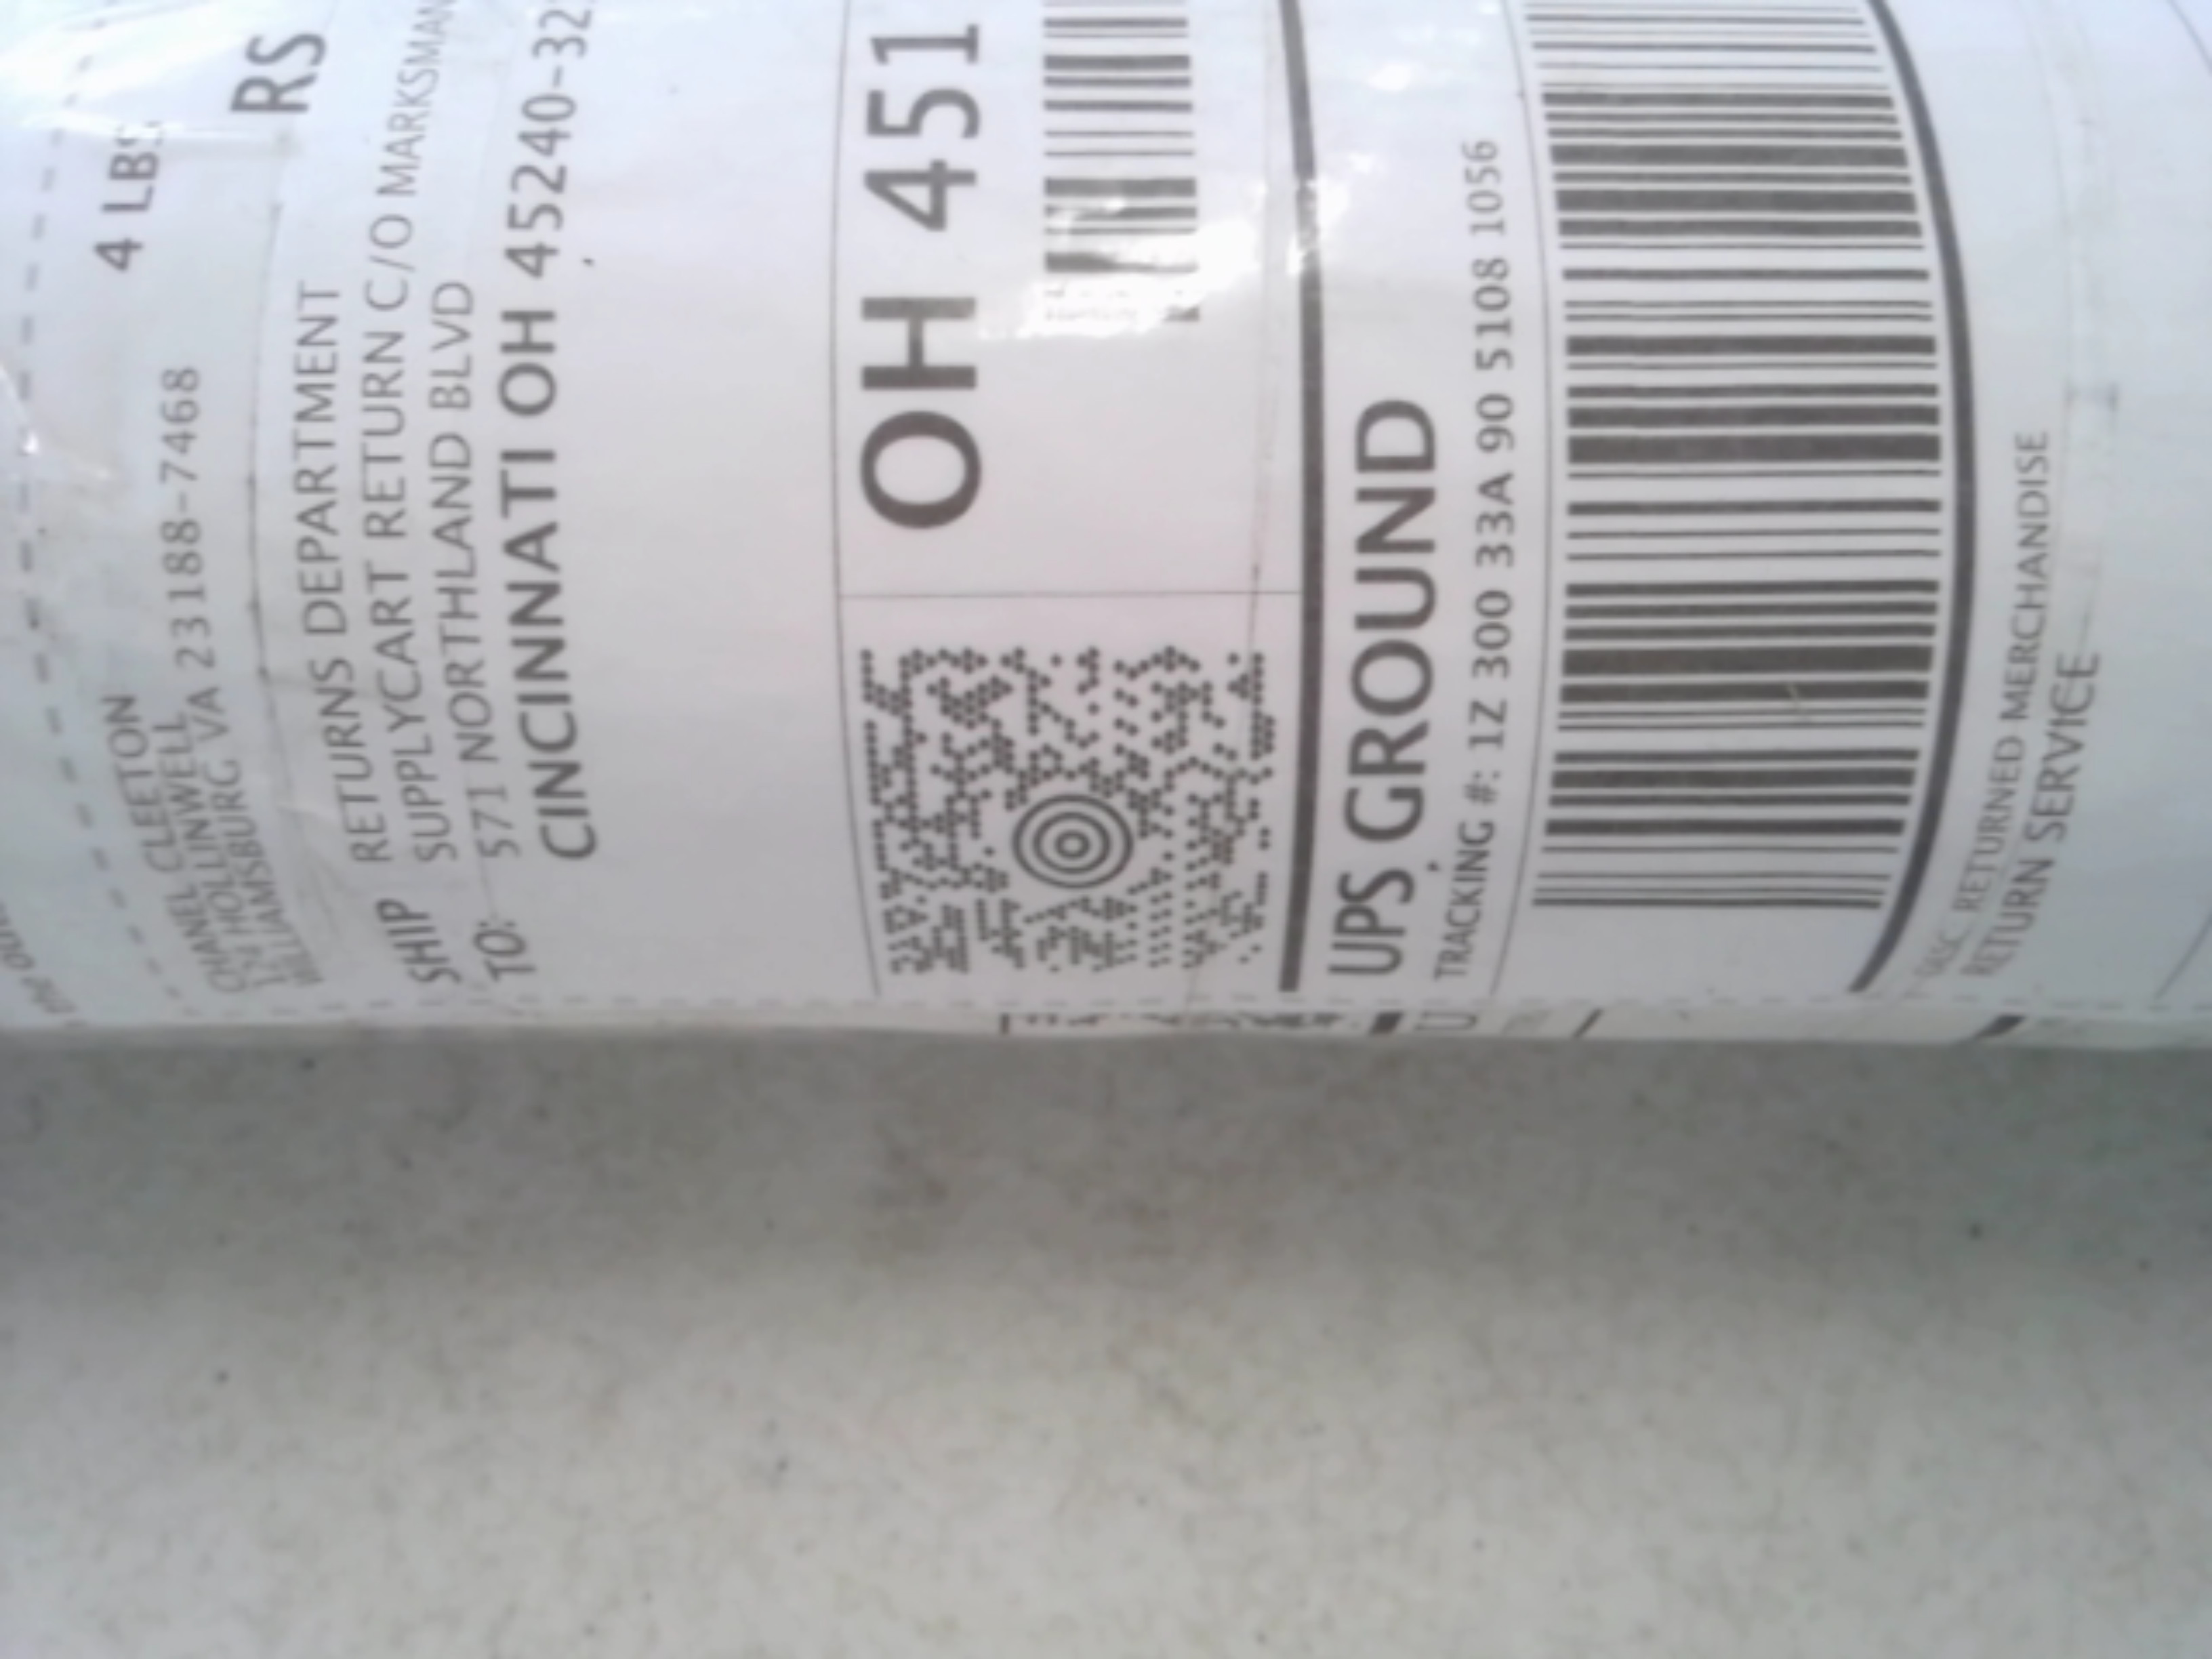 CHANEL CLEETON
124 HOLLINWELL
WILLIAMSBURG VA 23188-7468
4 LBS
RS
SHIP TO:
RETURNS DEPARTMENT
SUPPLYCART RETURN C/O MARKSMAN
571 NORTHLAND BLVD
CINCINNATI OH 45240-32
OH 451
UPS GROUND
TRACKING #: 1Z 300 33A 90 5108 1056
DESC: RETURNED MERCHANDISE
RETURN SERVICE